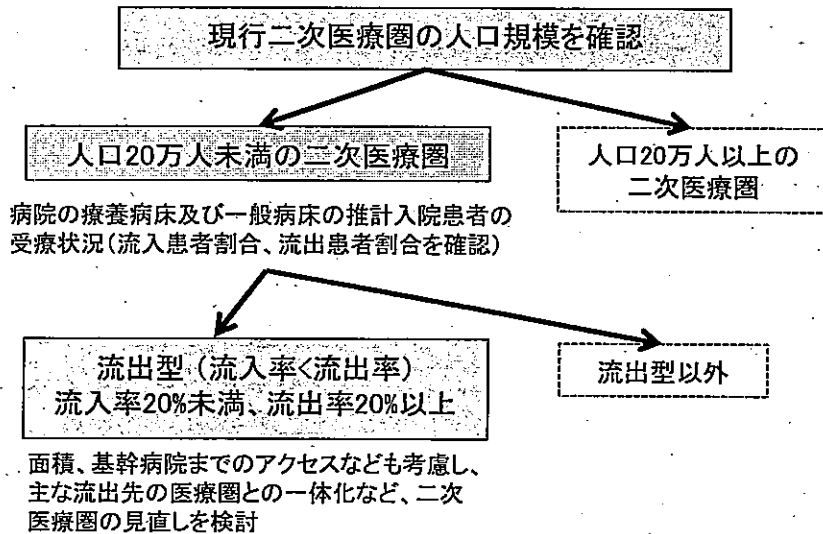 現行二次医療圏の人口規模を確認
人口20万人未満の二次医療圏
人口20万人以上の
二次医療圏
病院の療養病床及び一般病床の推計入院患者の
受療状況(流入患者割合、流出患者割合を確認)
流出型 (流入率<流出率)
流入率20%未満、流出率20%以上
流出型以外
面積、基幹病院までのアクセスなども考慮し、
主な流出先の医療圏との一体化など、二次
医療圏の見直しを検討